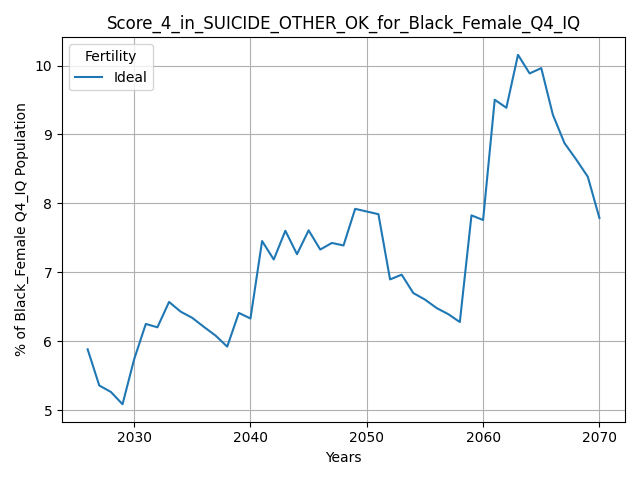 Score_4_in_SUICIDE_OTHER_OK_for_Black_Female_Q4_IQ
Fertility
Ideal
% of Black_Female Q4_IQ Population
10
9
8
7
6
5
2030 2040 2050 2060 2070
Years